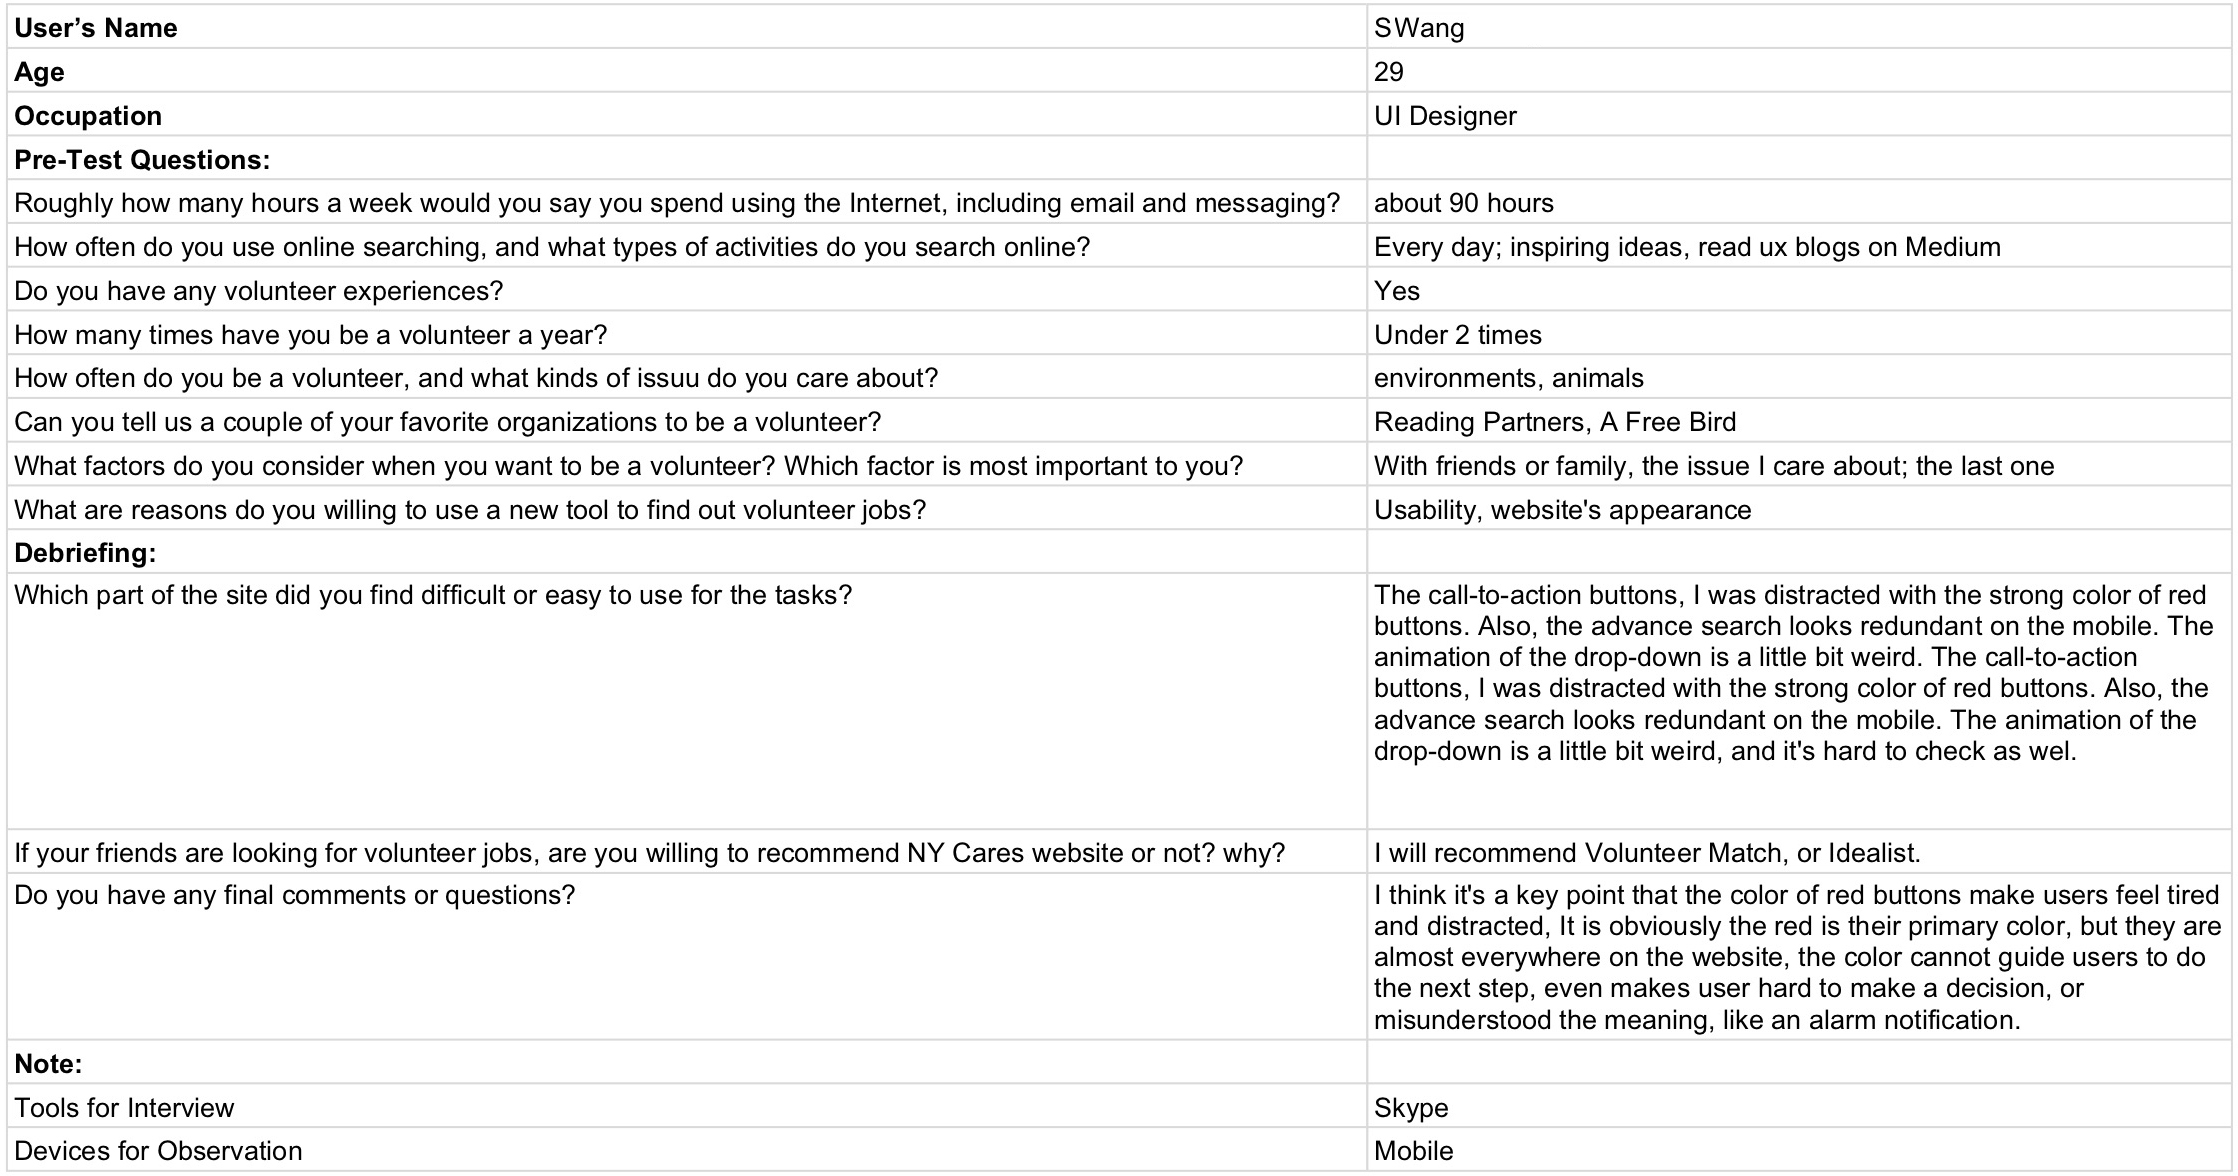 User’s Name SWang
Age 29
Occupation UI Designer
Pre-Test Questions:
Roughly how many hours a week would you say you spend using the Internet, including email and messaging? about 90 hours
How often do you use online searching, and what types of activities do you search online? Every day; inspiring ideas, read ux blogs on Medium
Do you have any volunteer experiences? Yes
How many times have you be a volunteer a year? Under 2 times
How often do you be a volunteer, and what kinds of issuu do you care about? environments, animals
Can you tell us a couple of your favorite organizations to be a volunteer? Reading Partners, A Free Bird
What factors do you consider when you want to be a volunteer? Which factor is most important to you? With friends or family, the issue I care about; the last one
What are reasons do you willing to use a new tool to find out volunteer jobs? Usability, website's appearance
Debriefing:
Which part of the site did you find difficult or easy to use for the tasks? The call-to-action buttons, I was distracted with the strong color of red
buttons. Also, the advance search looks redundant on the mobile. The
animation of the drop-down is a little bit weird. The call-to-action
buttons, I was distracted with the strong color of red buttons. Also, the
advance search looks redundant on the mobile. The animation of the
drop-down is a little bit weird, and it's hard to check as wel.
If your friends are looking for volunteer jobs, are you willing to recommend NY Cares website or not? why? I will recommend Volunteer Match, or Idealist.
Do you have any final comments or questions? I think it's a key point that the color of red buttons make users feel tired
and distracted, It is obviously the red is their primary color, but they are
almost everywhere on the website, the color cannot guide users to do
the next step, even makes user hard to make a decision, or
misunderstood the meaning, like an alarm notification.
Note:
Tools for Interview Skype
Devices for Observation Mobile